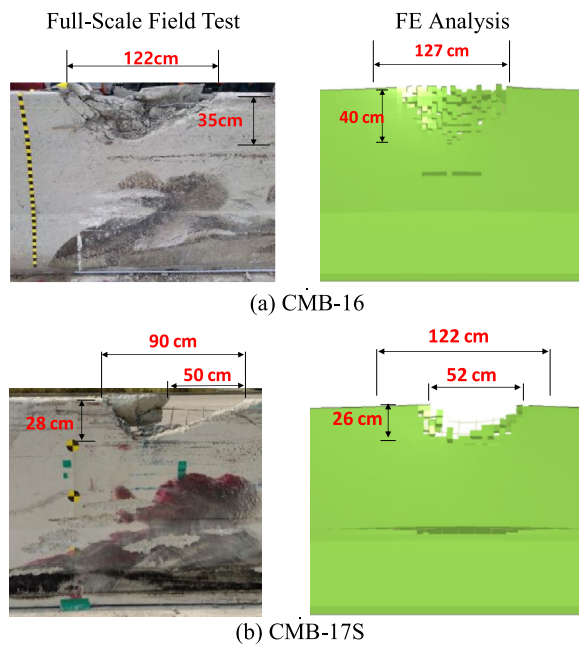 Full-Scale Field Test
FE Analysis
122cm
127 cm
35cm
40 cm
(a) CMB-16
90 cm
122 cm
50 cm
52 cm
28 cm
26 cm
(b) CMB-17S